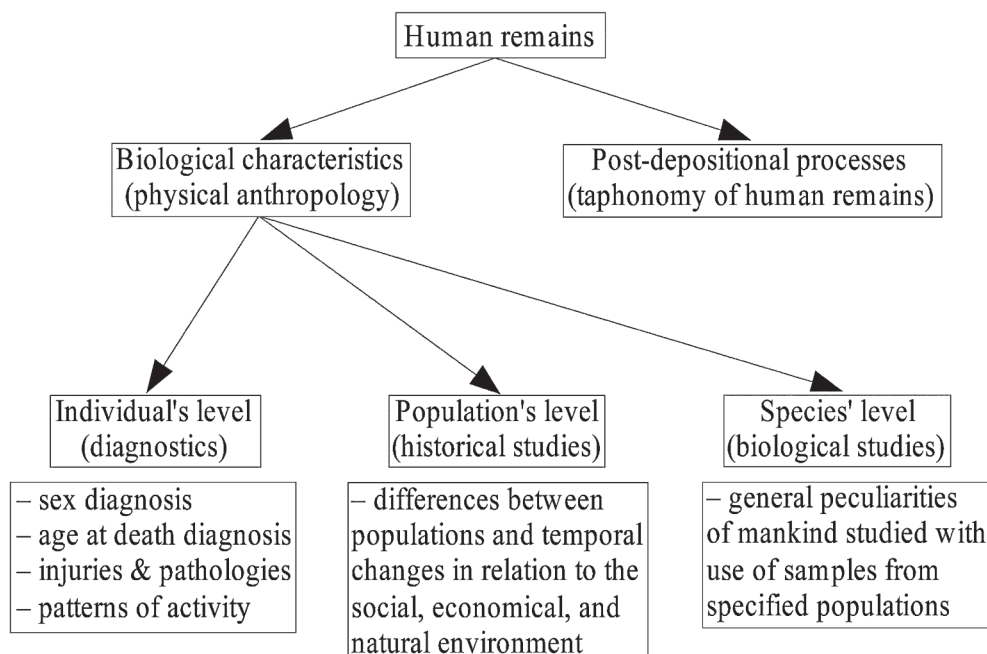 Human remains
Biological characteristics
(physical anthropology)
Post-depositional processes
(taphonomy of human remains)
Individual's level
(diagnostics)
Population's level
(historical studies)
Species' level
(biological studies)
– sex diagnosis
– age at death diagnosis
– injuries & pathologies
– patterns of activity
– differences between
populations and temporal
changes in relation to the
social, economical, and
natural environment
– general peculiarities
of mankind studied with
use of samples from
specified populations